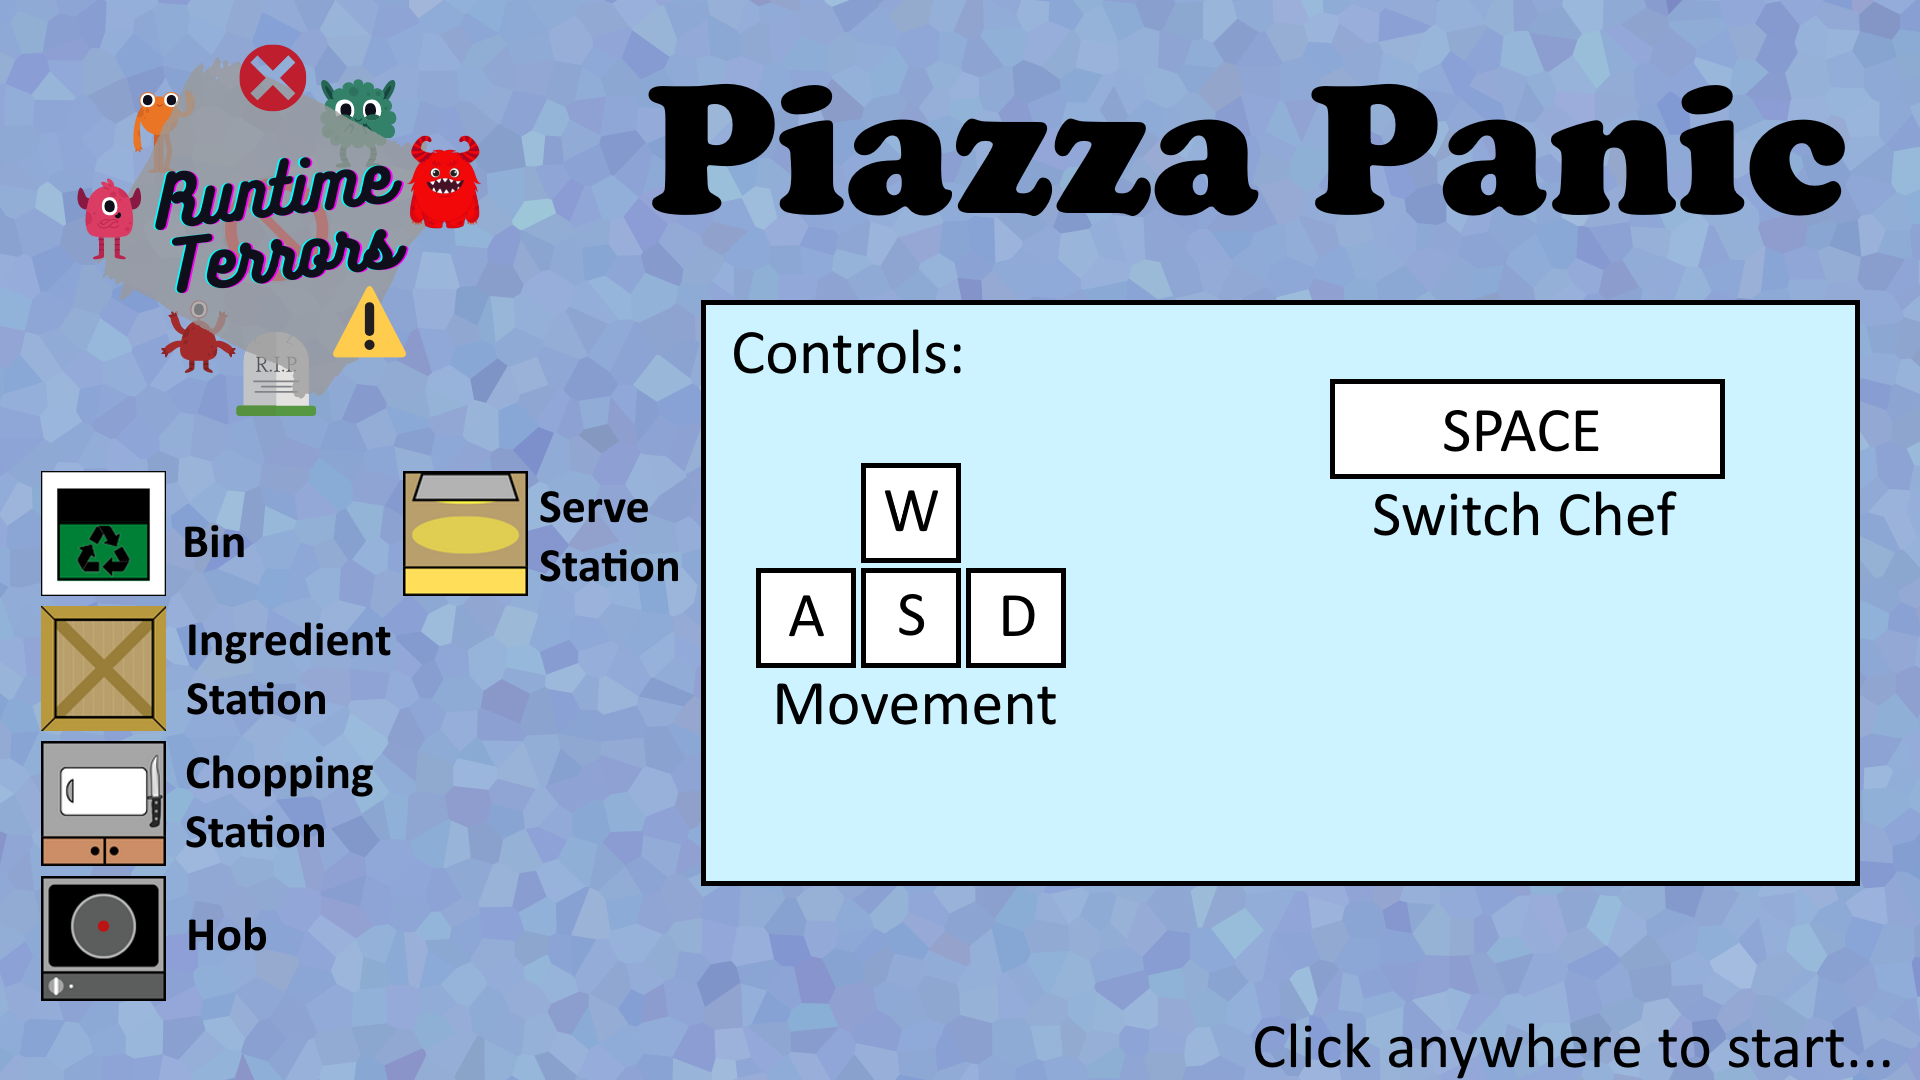 Runtime
Terrors
R.I.P
Piazza Panic
Controls:
W
A S D
Movement
SPACE
Switch Chef
Bin
Serve
Station
Ingredient
Station
Chopping
Station
Hob
Click anywhere to start...